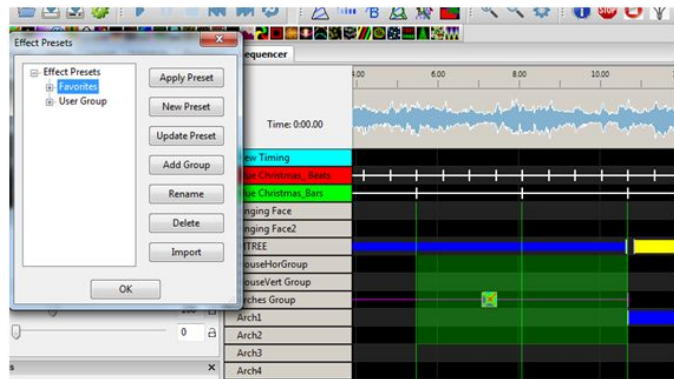 Effect Presets
Effect Presets
Favorites
User Group
Apply Preset
New Preset
Update Preset
Add Group
Rename
Delete
Import
OK
equencer
Time: 0:00.00
4.00 6.00 8.00 10.00
ew Timing
ue Christmas_ Beats
ue Christmas_Bars
nging Face
nging Face2
TREE
ouseHorGroup
ouseVert Group
rches Group
Arch1
Arch2
Arch3
Arch4
0